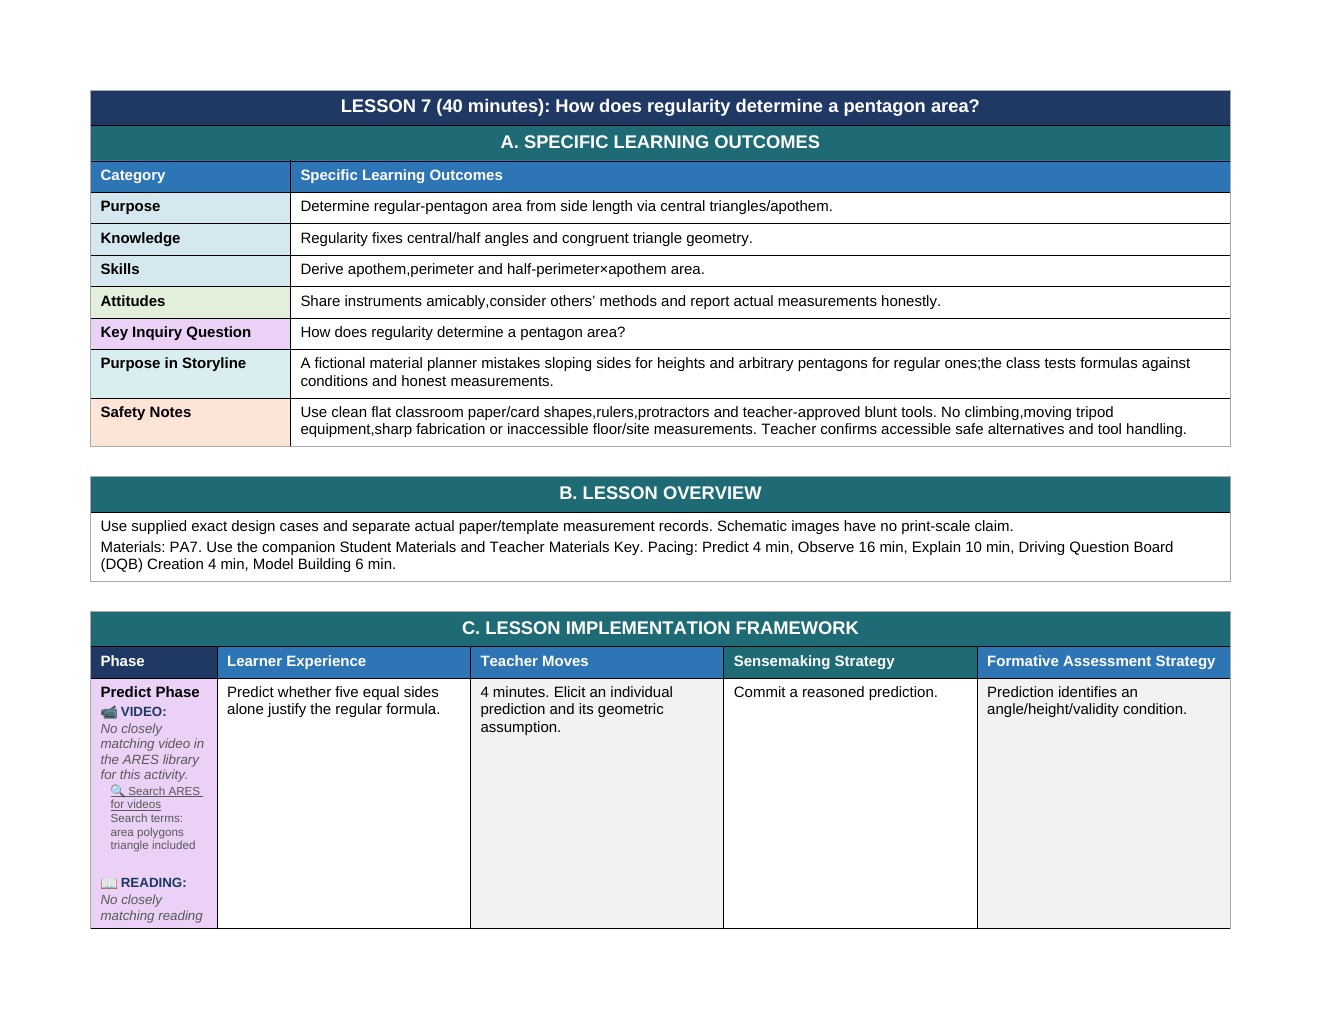 LESSON 7 (40 minutes): How does regularity determine a pentagon area?
A. SPECIFIC LEARNING OUTCOMES
Category
Specific Learning Outcomes
Purpose
Determine regular-pentagon area from side length via central triangles/apothem.
Knowledge
Regularity fixes central/half angles and congruent triangle geometry.
Skills
Derive apothem,perimeter and half-perimeter×apothem area.
Attitudes
Share instruments amicably,consider others’ methods and report actual measurements honestly.
Key Inquiry Question
How does regularity determine a pentagon area?
Purpose in Storyline
A fictional material planner mistakes sloping sides for heights and arbitrary pentagons for regular ones;the class tests formulas against
conditions and honest measurements.
Safety Notes
Use clean flat classroom paper/card shapes,rulers,protractors and teacher-approved blunt tools. No climbing,moving tripod
equipment,sharp fabrication or inaccessible floor/site measurements. Teacher confirms accessible safe alternatives and tool handling.
B. LESSON OVERVIEW
Use supplied exact design cases and separate actual paper/template measurement records. Schematic images have no print-scale claim.
Materials: PA7. Use the companion Student Materials and Teacher Materials Key. Pacing: Predict 4 min, Observe 16 min, Explain 10 min, Driving Question Board
(DQB) Creation 4 min, Model Building 6 min.
C. LESSON IMPLEMENTATION FRAMEWORK
Phase
Learner Experience
Teacher Moves
Sensemaking Strategy
Formative Assessment Strategy
Predict Phase
📹 VIDEO:
No closely
matching video in
the ARES library
for this activity.
🔍 Search ARES
for videos
Search terms:
area polygons
triangle included
📖 READING:
No closely
matching reading
Predict whether five equal sides
alone justify the regular formula.
4 minutes. Elicit an individual
prediction and its geometric
assumption.
Commit a reasoned prediction.
Prediction identifies an
angle/height/validity condition.